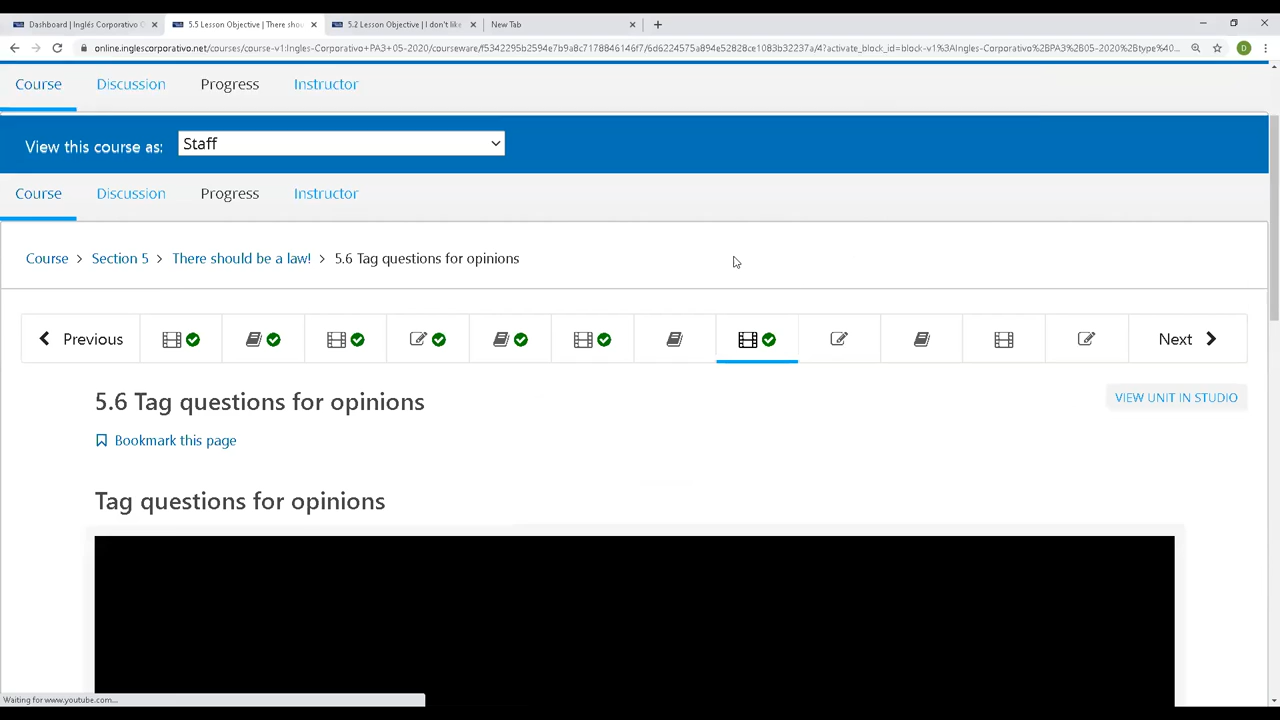 Dashboard | Inglés Corporativo
5.5 Lesson Objective | There shou
5.2 Lesson Objective | I don't lik
New Tab
online.inglescorporativo.net/courses/course-v1:Ingles-Corporativo+PA3+05-2020/courseware/f5342295b2594e7b9a8c7178846146f7/6d6224575a894e52828ce1083b32237a/4?activate_block_id=block-v1%3AIngles-Corporativo%2BPA3%2B05-2020%2Btype%40...
D
Course Discussion Progress Instructor
View this course as: Staff
Course Discussion Progress Instructor
Course > Section 5 > There should be a law! > 5.6 Tag questions for opinions
Previous
Next
5.6 Tag questions for opinions
VIEW UNIT IN STUDIO
Bookmark this page
Tag questions for opinions
Waiting for www.youtube.com...